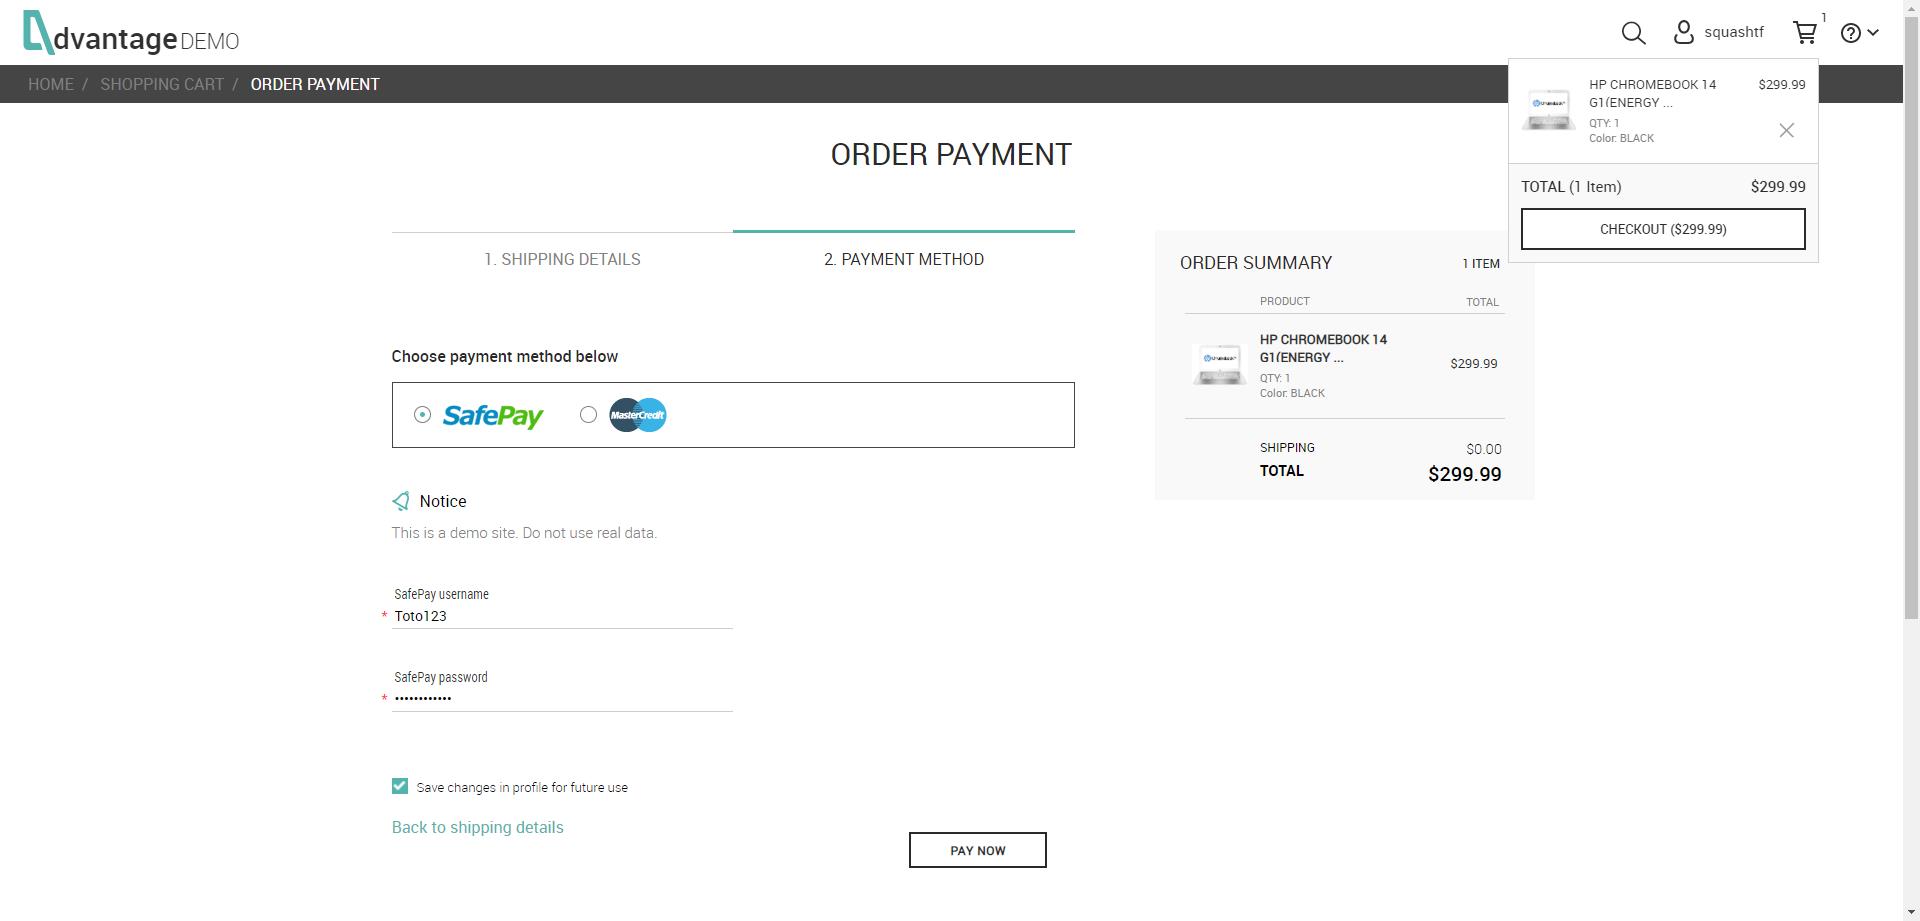 dvantage DEMO
squashtf
1
HOME / SHOPPING CART / ORDER PAYMENT
HP CHROMEBOOK 14 $299.99
G1(ENERGY ...
QTY: 1
Color: BLACK
TOTAL (1 Item) $299.99
CHECKOUT ($299.99)
ORDER PAYMENT
1. SHIPPING DETAILS
2. PAYMENT METHOD
Choose payment method below
SafePay MasterCredit
Notice
This is a demo site. Do not use real data.
SafePay username
* Toto123
SafePay password
* ••••••••••••
Save changes in profile for future use
Back to shipping details
PAY NOW
ORDER SUMMARY 1 ITEM
PRODUCT TOTAL
HP CHROMEBOOK 14
G1(ENERGY ...
$299.99
QTY: 1
Color: BLACK
SHIPPING $0.00
TOTAL $299.99